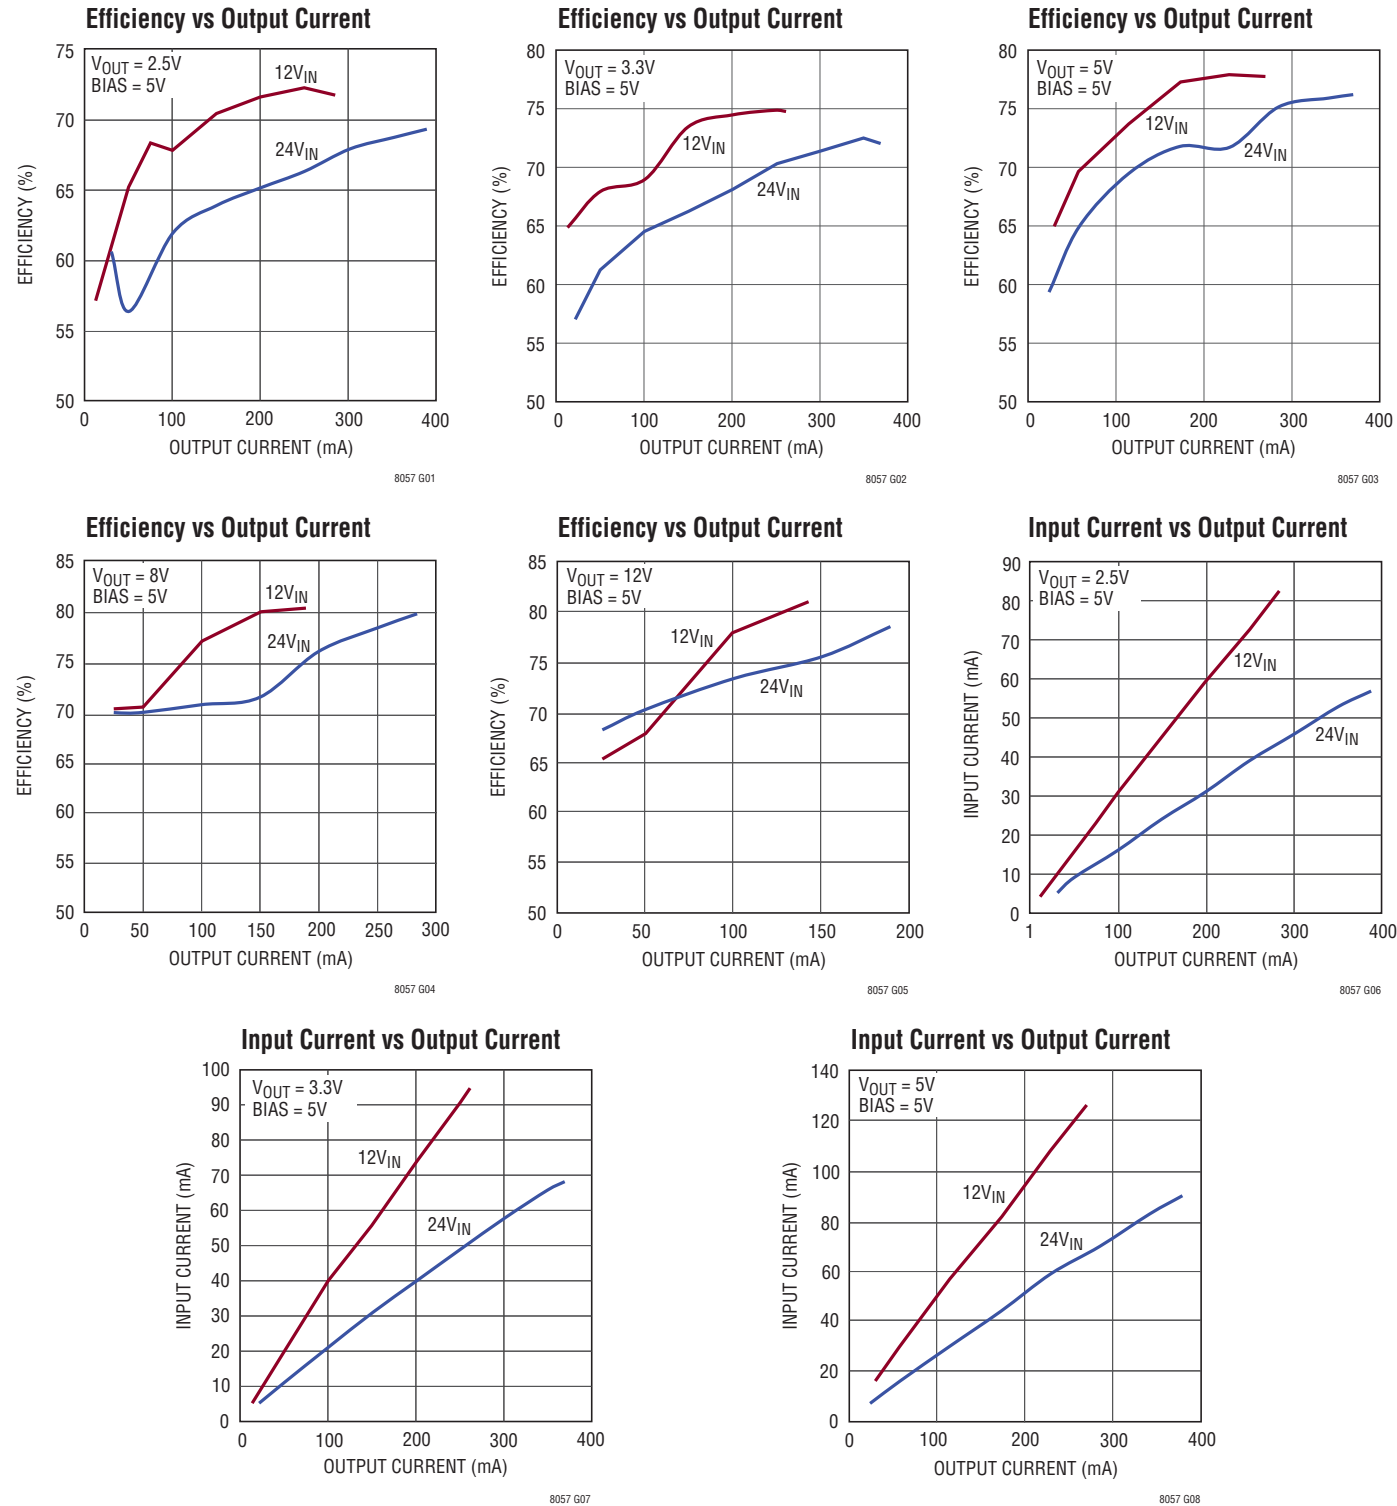 Efficiency vs Output Current
75
70
65
60
55
50
0
100
200
300
400
EFFICIENCY (%)
OUTPUT CURRENT (mA)
VOUT = 2.5V
BIAS = 5V
12VIN
24VIN
8057 G01
Efficiency vs Output Current
80
75
70
65
60
55
50
0
100
200
300
400
EFFICIENCY (%)
OUTPUT CURRENT (mA)
VOUT = 3.3V
BIAS = 5V
12VIN
24VIN
8057 G02
Efficiency vs Output Current
80
75
70
65
60
55
50
0
100
200
300
400
EFFICIENCY (%)
OUTPUT CURRENT (mA)
VOUT = 5V
BIAS = 5V
12VIN
24VIN
8057 G03
Efficiency vs Output Current
85
80
75
70
65
60
55
50
0
50
100
150
200
250
300
EFFICIENCY (%)
OUTPUT CURRENT (mA)
VOUT = 8V
BIAS = 5V
12VIN
24VIN
8057 G04
Efficiency vs Output Current
85
80
75
70
65
60
55
50
0
50
100
150
200
EFFICIENCY (%)
OUTPUT CURRENT (mA)
VOUT = 12V
BIAS = 5V
12VIN
24VIN
8057 G05
Input Current vs Output Current
90
80
70
60
50
40
30
20
10
0
1
100
200
300
400
INPUT CURRENT (mA)
OUTPUT CURRENT (mA)
VOUT = 2.5V
BIAS = 5V
12VIN
24VIN
8057 G06
Input Current vs Output Current
100
90
80
70
60
50
40
30
20
10
0
0
100
200
300
400
INPUT CURRENT (mA)
OUTPUT CURRENT (mA)
VOUT = 3.3V
BIAS = 5V
12VIN
24VIN
8057 G07
Input Current vs Output Current
140
120
100
80
60
40
20
0
0
100
200
300
400
INPUT CURRENT (mA)
OUTPUT CURRENT (mA)
VOUT = 5V
BIAS = 5V
12VIN
24VIN
8057 G08